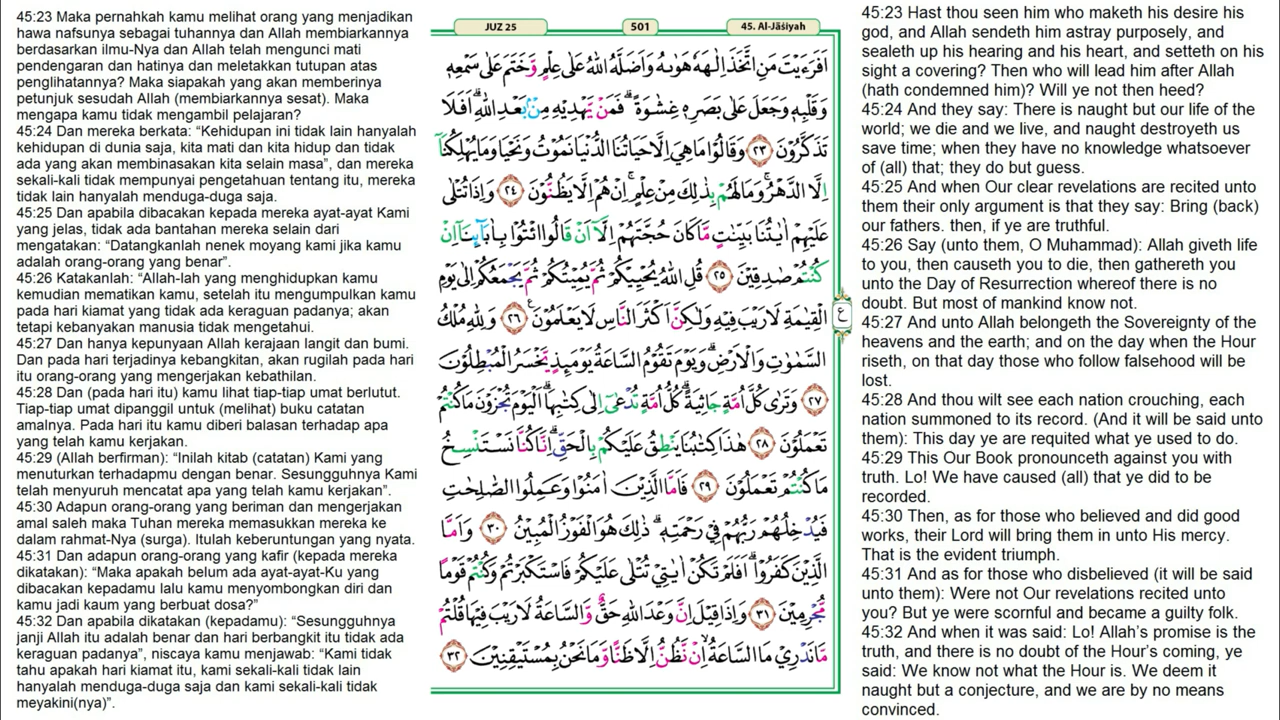 45:23 Maka pernahkah kamu melihat orang yang menjadikan
hawa nafsunya sebagai tuhannya dan Allah membiarkannya
berdasarkan ilmu-Nya dan Allah telah mengunci mati
pendengaran dan hatinya dan meletakkan tutupan atas
penglihatannya? Maka siapakah yang akan memberinya
petunjuk sesudah Allah (membiarkannya sesat). Maka
mengapa kamu tidak mengambil pelajaran?
45:24 Dan mereka berkata: “Kehidupan ini tidak lain hanyalah
kehidupan di dunia saja, kita mati dan kita hidup dan tidak
ada yang akan membinasakan kita selain masa”, dan mereka
sekali-kali tidak mempunyai pengetahuan tentang itu, mereka
tidak lain hanyalah menduga-duga saja.
45:25 Dan apabila dibacakan kepada mereka ayat-ayat Kami
yang jelas, tidak ada bantahan mereka selain dari
mengatakan: “Datangkanlah nenek moyang kami jika kamu
adalah orang-orang yang benar”.
45:26 Katakanlah: “Allah-lah yang menghidupkan kamu
kemudian mematikan kamu, setelah itu mengumpulkan kamu
pada hari kiamat yang tidak ada keraguan padanya; akan
tetapi kebanyakan manusia tidak mengetahui.
45:27 Dan hanya kepunyaan Allah kerajaan langit dan bumi.
Dan pada hari terjadinya kebangkitan, akan rugilah pada hari
itu orang-orang yang mengerjakan kebathilan.
45:28 Dan (pada hari itu) kamu lihat tiap-tiap umat berlutut.
Tiap-tiap umat dipanggil untuk (melihat) buku catatan
amalnya. Pada hari itu kamu diberi balasan terhadap apa
yang telah kamu kerjakan.
45:29 (Allah berfirman): “Inilah kitab (catatan) Kami yang
menuturkan terhadapmu dengan benar. Sesungguhnya Kami
telah menyuruh mencatat apa yang telah kamu kerjakan”.
45:30 Adapun orang-orang yang beriman dan mengerjakan
amal saleh maka Tuhan mereka memasukkan mereka ke
dalam rahmat-Nya (surga). Itulah keberuntungan yang nyata.
45:31 Dan adapun orang-orang yang kafir (kepada mereka
dikatakan): “Maka apakah belum ada ayat-ayat-Ku yang
dibacakan kepadamu lalu kamu menyombongkan diri dan
kamu jadi kaum yang berbuat dosa?”
45:32 Dan apabila dikatakan (kepadamu): “Sesungguhnya
janji Allah itu adalah benar dan hari berbangkit itu tidak ada
keraguan padanya”, niscaya kamu menjawab: “Kami tidak
tahu apakah hari kiamat itu, kami sekali-kali tidak lain
hanyalah menduga-duga saja dan kami sekali-kali tidak
meyakini(nya)”.
JUZ 25
501
45. Al-Jāṡiyah
اَفَرَءَيْتَ مَنِ اتَّخَذَ اِلٰهَهٗ هَوٰىهُ وَاَضَلَّهُ اللّٰهُ عَلٰى عِلْمٍ وَّخَتَمَ عَلٰى سَمْعِهٖ
وَقَلْبِهٖ وَجَعَلَ عَلٰى بَصَرِهٖ غِشٰوَةًۗ فَمَنْ يَّهْدِيْهِ مِنْۢ بَعْدِ اللّٰهِۗ اَفَلَا
تَذَكَّرُوْنَ ٢٣ وَقَالُوْا مَا هِيَ اِلَّا حَيَاتُنَا الدُّنْيَا نَمُوْتُ وَنَحْيَا وَمَا يُهْلِكُنَآ
اِلَّا الدَّهْرُۚ وَمَا لَهُمْ بِذٰلِكَ مِنْ عِلْمٍۚ اِنْ هُمْ اِلَّا يَظُنُّوْنَ ٢٤ وَاِذَا تُتْلٰى
عَلَيْهِمْ اٰيٰتُنَا بَيِّنٰتٍ مَّا كَانَ حُجَّتَهُمْ اِلَّآ اَنْ قَالُوا ائْتُوْا بِاٰبَاۤىِٕنَآ اِنْ
كُنْتُمْ صٰدِقِيْنَ ٢٥ قُلِ اللّٰهُ يُحْيِيْكُمْ ثُمَّ يُمِيْتُكُمْ ثُمَّ يَجْمَعُكُمْ اِلٰى يَوْمِ
الْقِيٰمَةِ لَا رَيْبَ فِيْهِ وَلٰكِنَّ اَكْثَرَ النَّاسِ لَا يَعْلَمُوْنَ ࣖ ٢٦ وَلِلّٰهِ مُلْكُ
ع
السَّمٰوٰتِ وَالْاَرْضِۗ وَيَوْمَ تَقُوْمُ السَّاعَةُ يَوْمَىِٕذٍ يَّخْسَرُ الْمُبْطِلُوْنَ
٢٧ وَتَرٰى كُلَّ اُمَّةٍ جَاثِيَةًۗ كُلُّ اُمَّةٍ تُدْعٰٓى اِلٰى كِتٰبِهَاۗ اَلْيَوْمَ تُجْزَوْنَ مَا كُنْتُمْ
تَعْمَلُوْنَ ٢٨ هٰذَا كِتٰبُنَا يَنْطِقُ عَلَيْكُمْ بِالْحَقِّۗ اِنَّا كُنَّا نَسْتَنْسِخُ
مَا كُنْتُمْ تَعْمَلُوْنَ ٢٩ فَاَمَّا الَّذِيْنَ اٰمَنُوْا وَعَمِلُوا الصّٰلِحٰتِ
فَيُدْخِلُهُمْ رَبُّهُمْ فِيْ رَحْمَتِهٖۗ ذٰلِكَ هُوَ الْفَوْزُ الْمُبِيْنُ ٣٠ وَاَمَّا
الَّذِيْنَ كَفَرُوْاۗ اَفَلَمْ تَكُنْ اٰيٰتِيْ تُتْلٰى عَلَيْكُمْ فَاسْتَكْبَرْتُمْ وَكُنْتُمْ قَوْمًا
مُّجْرِمِيْنَ ٣١ وَاِذَا قِيْلَ اِنَّ وَعْدَ اللّٰهِ حَقٌّ وَّالسَّاعَةُ لَا رَيْبَ فِيْهَا قُلْتُمْ
مَّا نَدْرِيْ مَا السَّاعَةُۙ اِنْ نَّظُنُّ اِلَّا ظَنًّا وَّمَا نَحْنُ بِمُسْتَيْقِنِيْنَ ٣٢
45:23 Hast thou seen him who maketh his desire his
god, and Allah sendeth him astray purposely, and
sealeth up his hearing and his heart, and setteth on his
sight a covering? Then who will lead him after Allah
(hath condemned him)? Will ye not then heed?
45:24 And they say: There is naught but our life of the
world; we die and we live, and naught destroyeth us
save time; when they have no knowledge whatsoever
of (all) that; they do but guess.
45:25 And when Our clear revelations are recited unto
them their only argument is that they say: Bring (back)
our fathers. then, if ye are truthful.
45:26 Say (unto them, O Muhammad): Allah giveth life
to you, then causeth you to die, then gathereth you
unto the Day of Resurrection whereof there is no
doubt. But most of mankind know not.
45:27 And unto Allah belongeth the Sovereignty of the
heavens and the earth; and on the day when the Hour
riseth, on that day those who follow falsehood will be
lost.
45:28 And thou wilt see each nation crouching, each
nation summoned to its record. (And it will be said unto
them): This day ye are requited what ye used to do.
45:29 This Our Book pronounceth against you with
truth. Lo! We have caused (all) that ye did to be
recorded.
45:30 Then, as for those who believed and did good
works, their Lord will bring them in unto His mercy.
That is the evident triumph.
45:31 And as for those who disbelieved (it will be said
unto them): Were not Our revelations recited unto
you? But ye were scornful and became a guilty folk.
45:32 And when it was said: Lo! Allah’s promise is the
truth, and there is no doubt of the Hour’s coming, ye
said: We know not what the Hour is. We deem it
naught but a conjecture, and we are by no means
convinced.